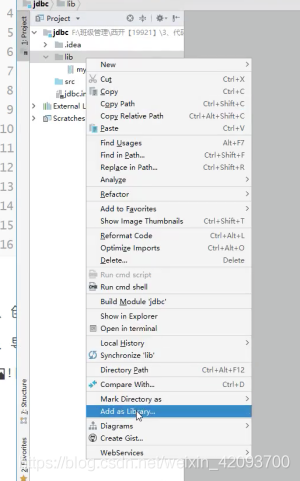 jdbc lib
Project
jdbc F:\班级管理\西开【19921】\3、代码
.idea
lib
my
src
jdbc.in
External L
Scratches
4
5
6
7
8
9
10
11
12
13
14
15
16
1: Project
7: Structure
2: Favorites
New
Cut Ctrl+X
Copy Ctrl+C
Copy Path Ctrl+Shift+C
Copy Relative Path Ctrl+Alt+Shift+C
Paste Ctrl+V
Find Usages Alt+F7
Find in Path... Ctrl+Shift+F
Replace in Path... Ctrl+Shift+R
Analyze
Refactor
Add to Favorites
Show Image Thumbnails Ctrl+Shift+T
Reformat Code Ctrl+Alt+L
Optimize Imports Ctrl+Alt+O
Delete... Delete
Run cmd script
Run cmd shell
Build Module 'jdbc'
Show in Explorer
Open in terminal
Local History
Synchronize 'lib'
Directory Path Ctrl+Alt+F12
Compare With... Ctrl+D
Mark Directory as
Add as Library...
Diagrams
Create Gist...
WebServices
https://blog.csdn.net/weixin_42093700